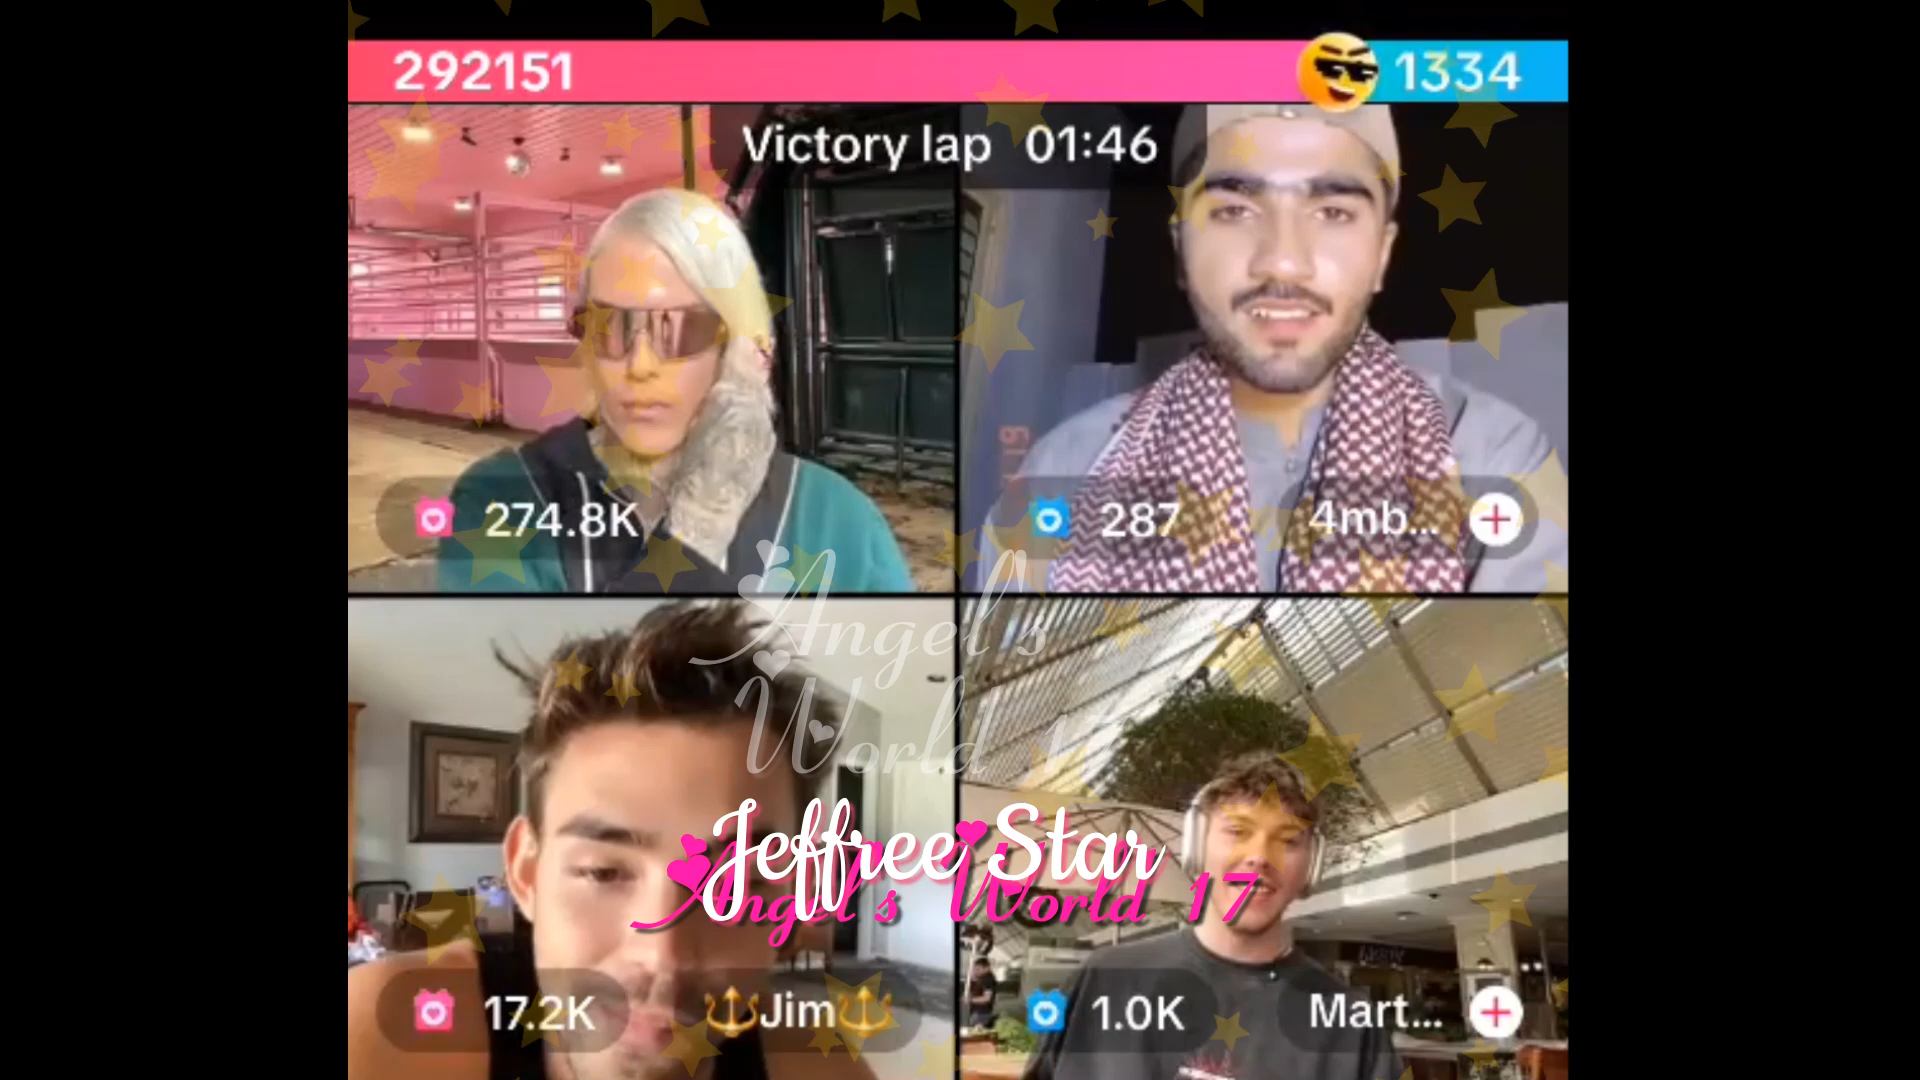 292151
1334
Victory lap 01:46
274.8K
287
4mb...
Angel's
World 17
Jeffree Star
Angel's World 17
17.2K
🔱Jim🔱
1.0K
Mart...